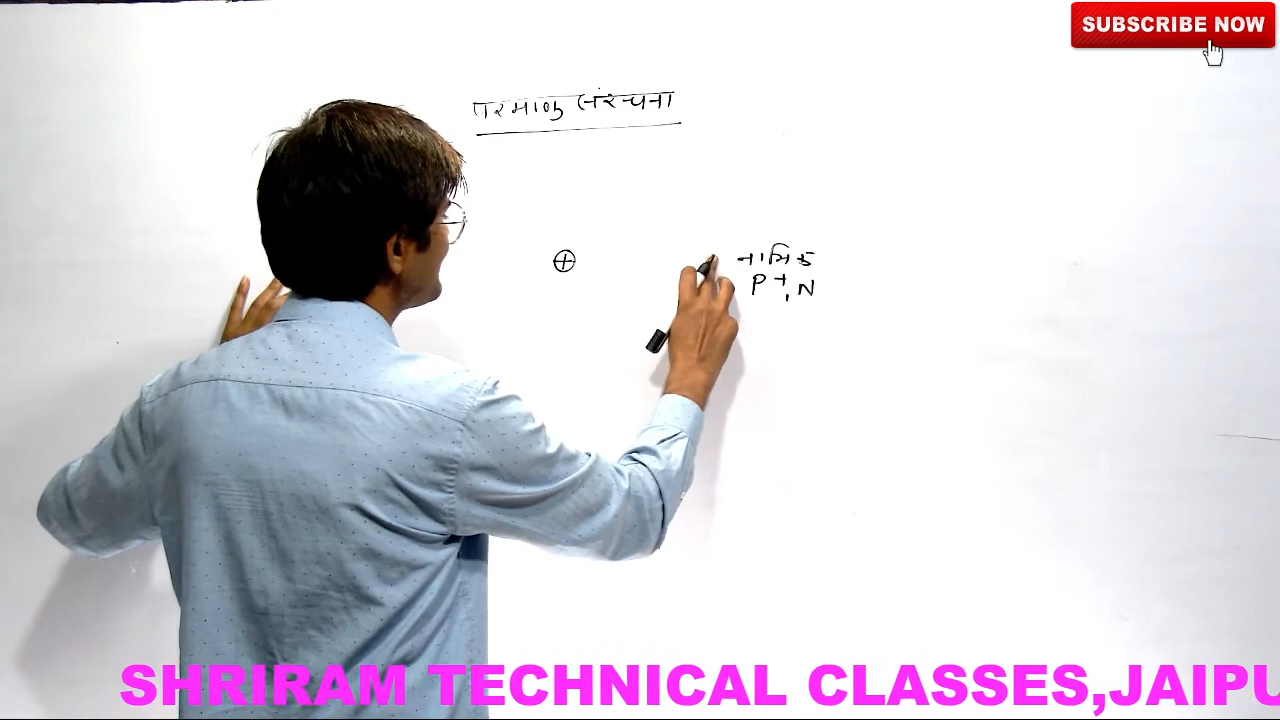 SUBSCRIBE NOW
परमाणु संरचना
नाभिक
P +, N
SHRIRAM TECHNICAL CLASSES,JAIPU